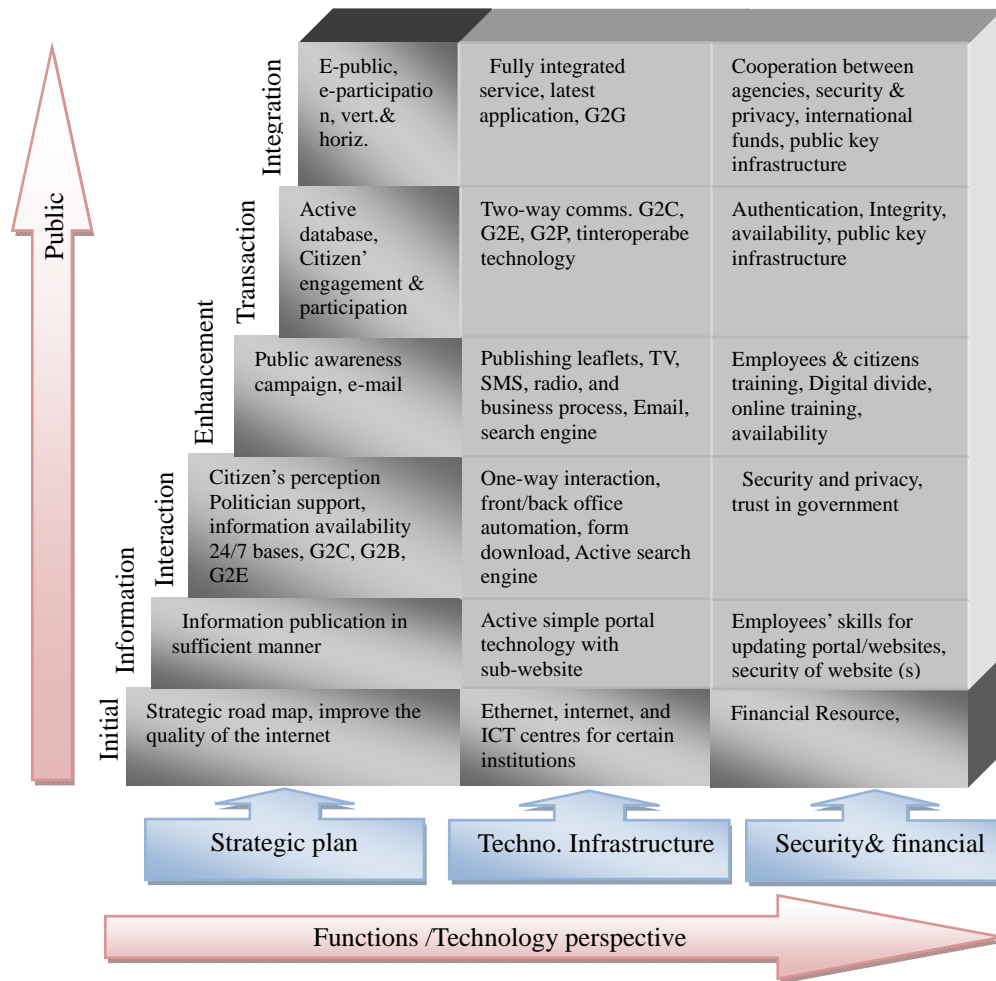 Public
Integration
E-public,
e-participatio
n, vert.&
horiz.
Fully integrated
service, latest
application, G2G
Cooperation between
agencies, security &
privacy, international
funds, public key
infrastructure
Transaction
Active
database,
Citizen'
engagement &
participation
Two-way comms. G2C,
G2E, G2P, tinteroperabe
technology
Authentication, Integrity,
availability, public key
infrastructure
Enhancement
Public awareness
campaign, e-mail
Publishing leaflets, TV,
SMS, radio, and
business process, Email,
search engine
Employees & citizens
training, Digital divide,
online training,
availability
Interaction
Citizen's perception
Politician support,
information availability
24/7 bases, G2C, G2B,
G2E
One-way interaction,
front/back office
automation, form
download, Active search
engine
Security and privacy,
trust in government
Information
Information publication in
sufficient manner
Active simple portal
technology with
sub-website
Employees' skills for
updating portal/websites,
security of website (s)
Initial
Strategic road map, improve the
quality of the internet
Ethernet, internet, and
ICT centres for certain
institutions
Financial Resource,
Strategic plan
Techno. Infrastructure
Security& financial
Functions /Technology perspective